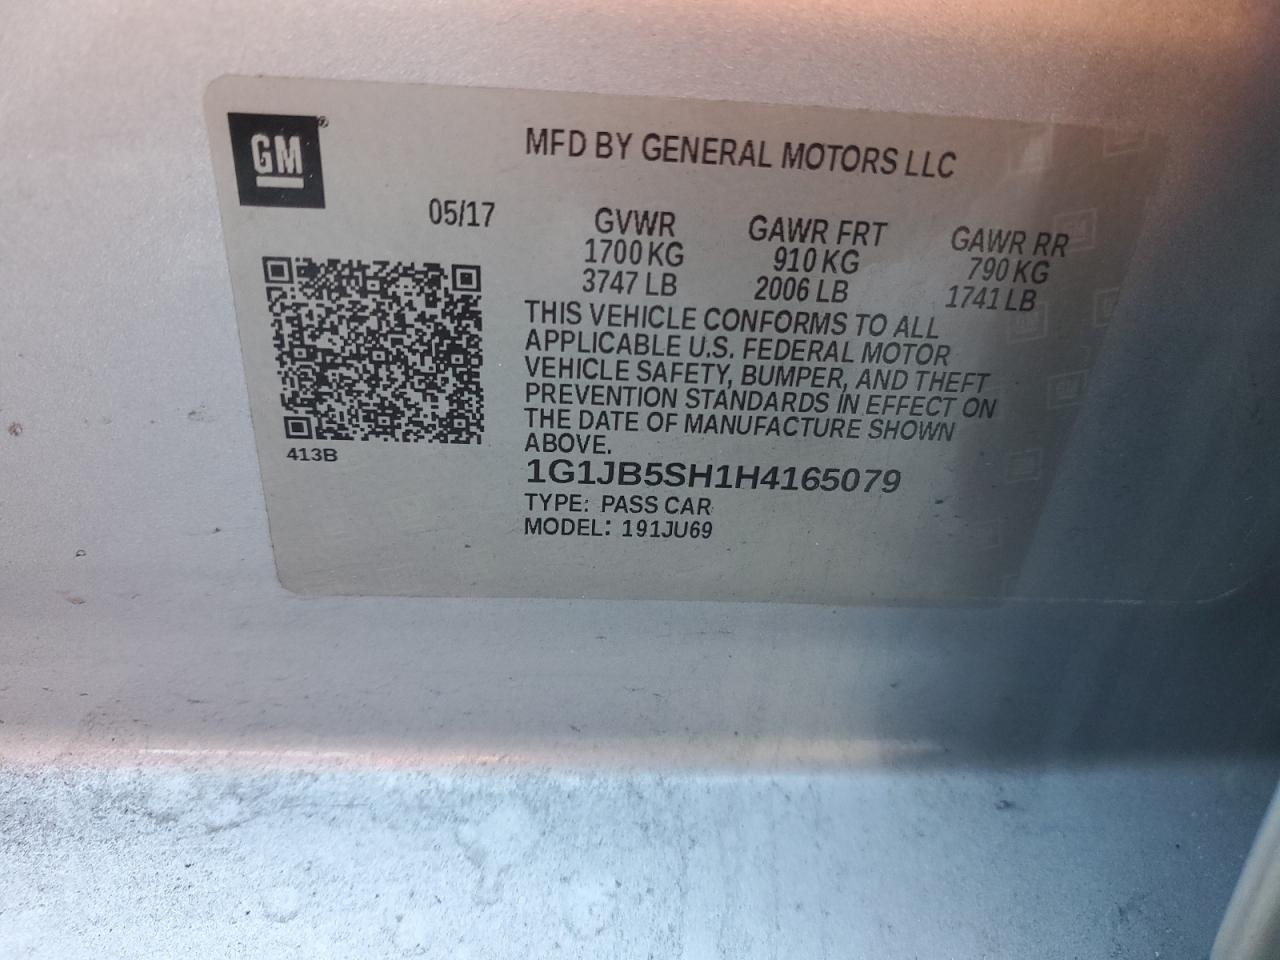 GM®
MFD BY GENERAL MOTORS LLC
05/17
GVWR GAWR FRT GAWR RR
1700 KG 910 KG 790 KG
3747 LB 2006 LB 1741 LB
THIS VEHICLE CONFORMS TO ALL
APPLICABLE U.S. FEDERAL MOTOR
VEHICLE SAFETY, BUMPER, AND THEFT
PREVENTION STANDARDS IN EFFECT ON
THE DATE OF MANUFACTURE SHOWN
ABOVE.
413B
1G1JB5SH1H4165079
TYPE: PASS CAR
MODEL: 191JU69